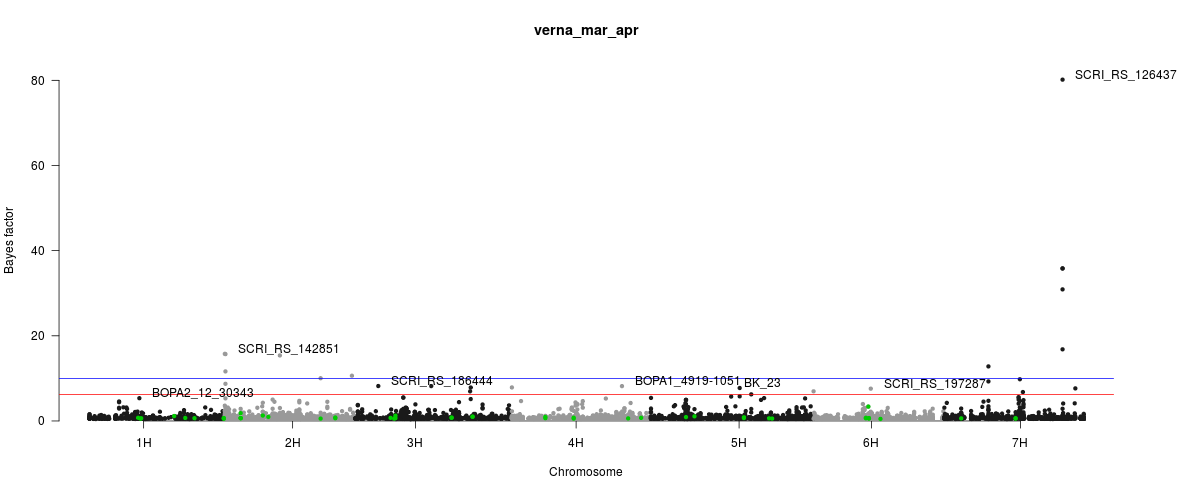 verna_mar_apr
SCRI_RS_126437
80
60
Bayes factor
40
20
SCRI_RS_142851
SCRI_RS_186444
BOPA1_4919-1051
BK_23
SCRI_RS_197287
BOPA2_12_30343
0
1H 2H 3H 4H 5H 6H 7H
Chromosome